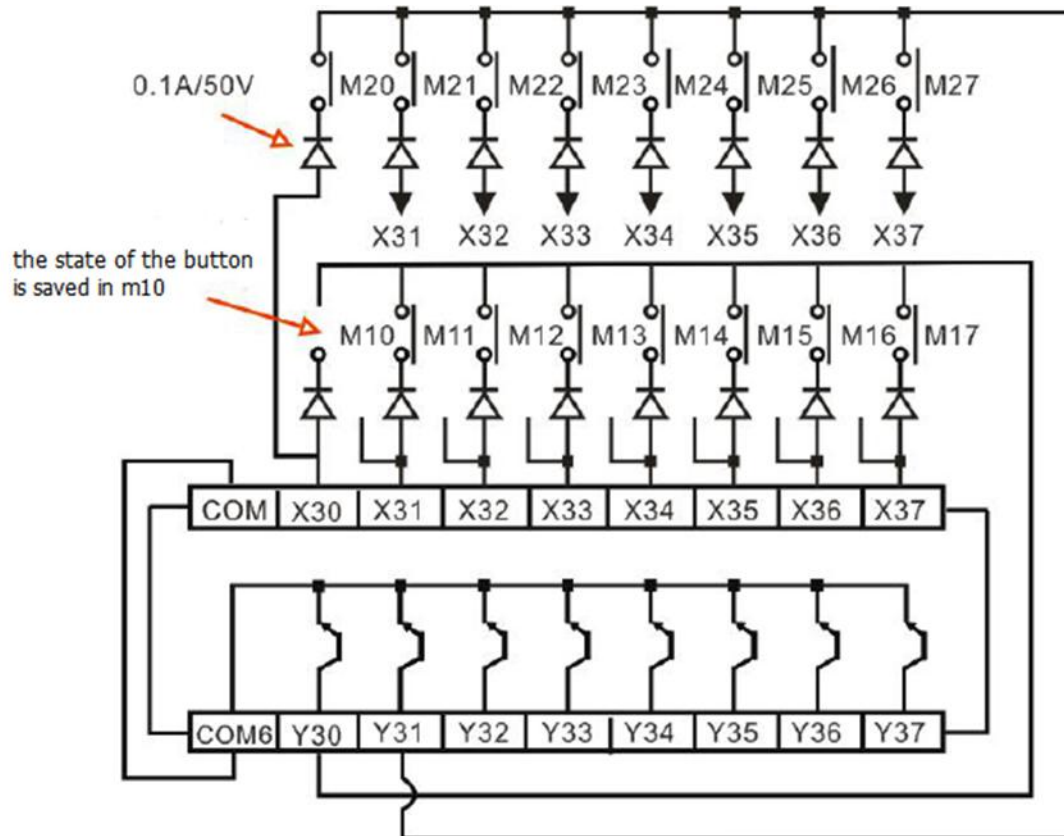 0.1A/50V
M20 M21 M22 M23 M24 M25 M26 M27
X31 X32 X33 X34 X35 X36 X37
the state of the button
is saved in m10
M10 M11 M12 M13 M14 M15 M16 M17
COM X30 X31 X32 X33 X34 X35 X36 X37
COM6 Y30 Y31 Y32 Y33 Y34 Y35 Y36 Y37